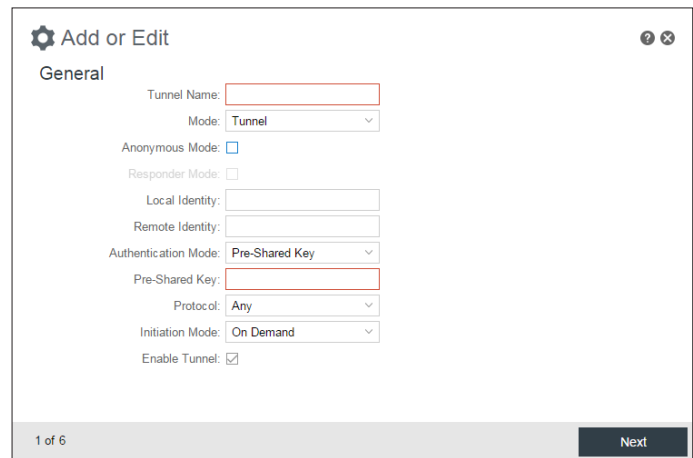 Add or Edit
General
Tunnel Name:
Mode: Tunnel
Anonymous Mode:
Responder Mode:
Local Identity:
Remote Identity:
Authentication Mode: Pre-Shared Key
Pre-Shared Key:
Protocol: Any
Initiation Mode: On Demand
Enable Tunnel:
1 of 6
Next